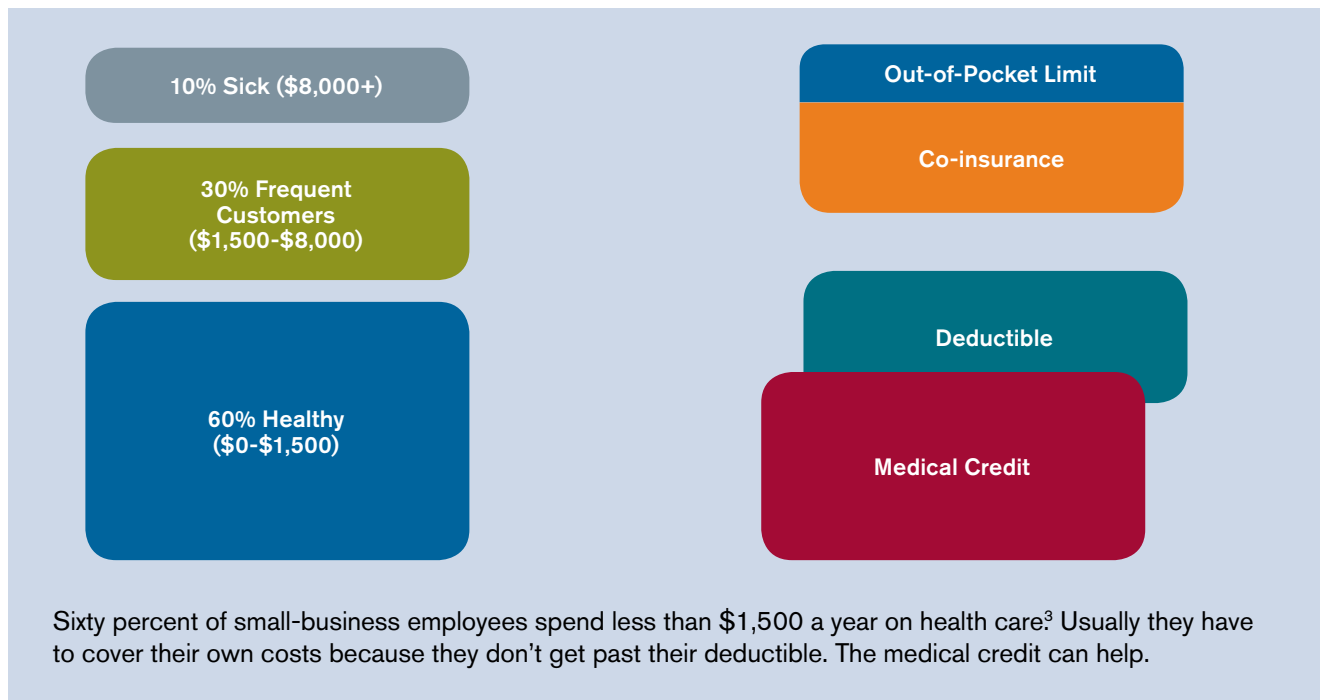 10% Sick ($8,000+)
30% Frequent
Customers
($1,500-$8,000)
60% Healthy
($0-$1,500)
Out-of-Pocket Limit
Co-insurance
Deductible
Medical Credit
Sixty percent of small-business employees spend less than $1,500 a year on health care.³ Usually they have
to cover their own costs because they don’t get past their deductible. The medical credit can help.